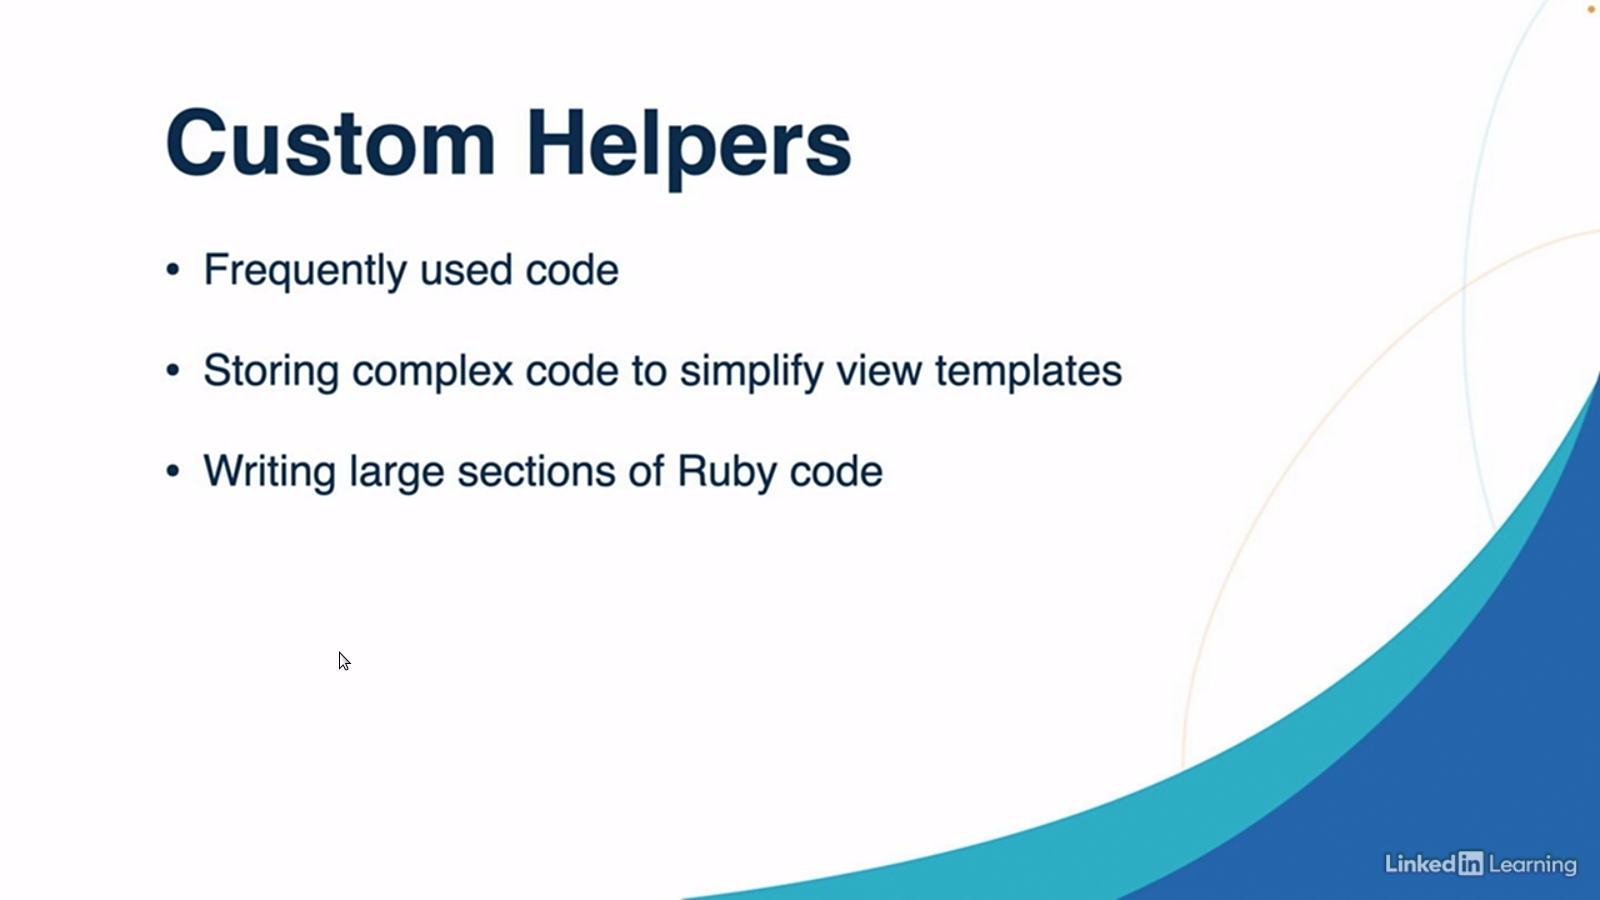 Custom Helpers
• Frequently used code
• Storing complex code to simplify view templates
• Writing large sections of Ruby code
Linked in Learning